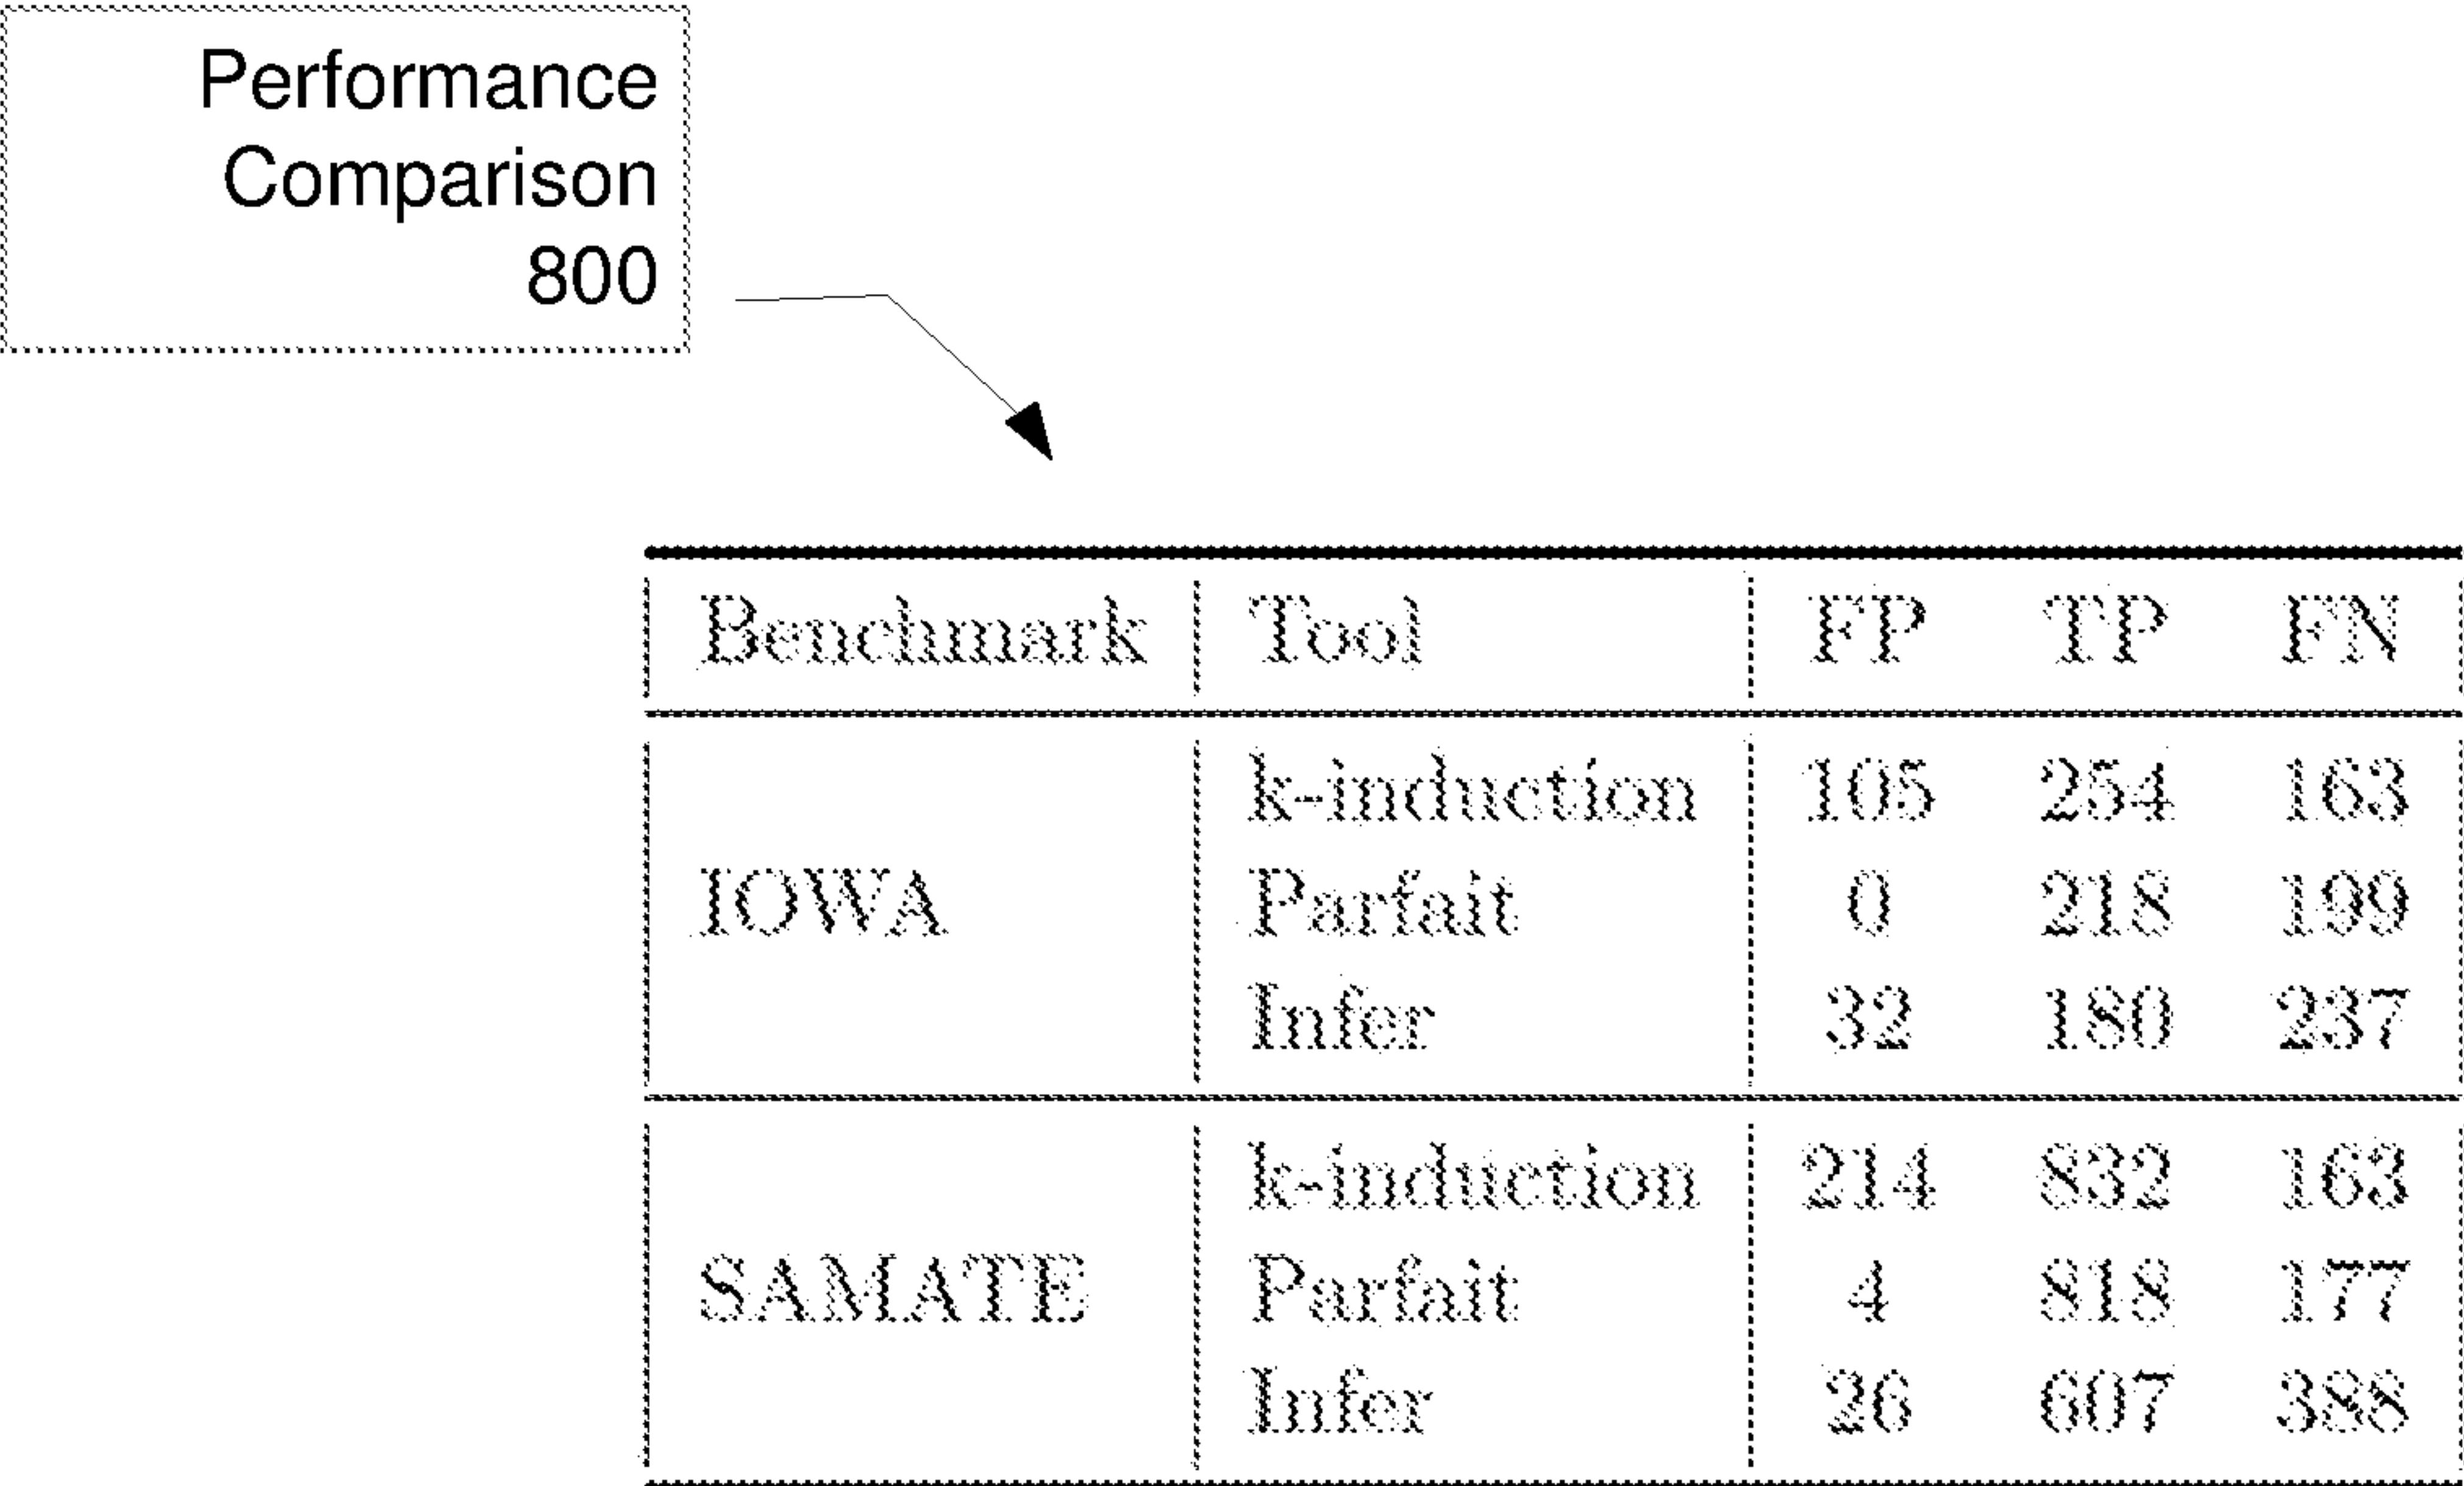 Performance
Comparison
800
Benchmark Tool FP TP FN
k-induction 105 254 163
IOWA Parfait 0 218 199
Infer 32 180 237
k-induction 214 832 163
SAMATE Parfait 4 818 177
Infer 26 607 388